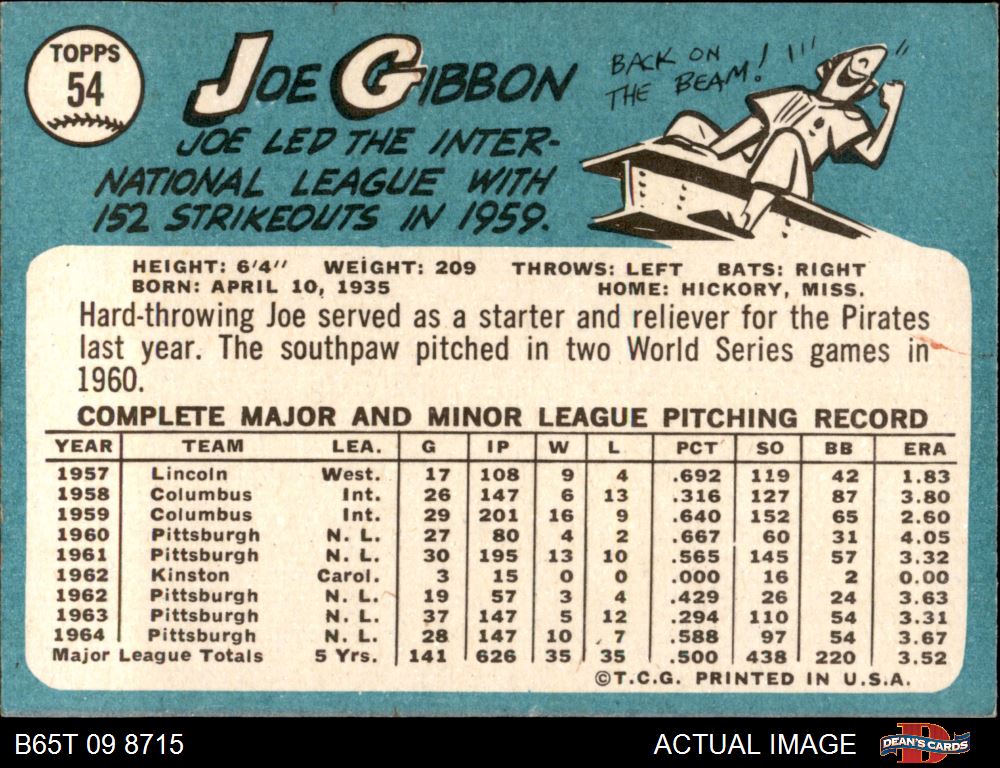 TOPPS
54
JOE GIBBON
BACK ON
THE BEAM! !!!
JOE LED THE INTER-
NATIONAL LEAGUE WITH
152 STRIKEOUTS IN 1959.
HEIGHT: 6'4" WEIGHT: 209 THROWS: LEFT BATS: RIGHT
BORN: APRIL 10, 1935 HOME: HICKORY, MISS.
Hard-throwing Joe served as a starter and reliever for the Pirates
last year. The southpaw pitched in two World Series games in
1960.
COMPLETE MAJOR AND MINOR LEAGUE PITCHING RECORD
YEAR TEAM LEA. G IP W L PCT SO BB ERA
1957 Lincoln West. 17 108 9 4 .692 119 42 1.83
1958 Columbus Int. 26 147 6 13 .316 127 87 3.80
1959 Columbus Int. 29 201 16 9 .640 152 65 2.60
1960 Pittsburgh N. L. 27 80 4 2 .667 60 31 4.05
1961 Pittsburgh N. L. 30 195 13 10 .565 145 57 3.32
1962 Kinston Carol. 3 15 0 0 .000 16 2 0.00
1962 Pittsburgh N. L. 19 57 3 4 .429 26 24 3.63
1963 Pittsburgh N. L. 37 147 5 12 .294 110 54 3.31
1964 Pittsburgh N. L. 28 147 10 7 .588 97 54 3.67
Major League Totals 5 Yrs. 141 626 35 35 .500 438 220 3.52
©T.C.G. PRINTED IN U.S.A.
B65T 09 8715 ACTUAL IMAGE DEAN'S CARDS